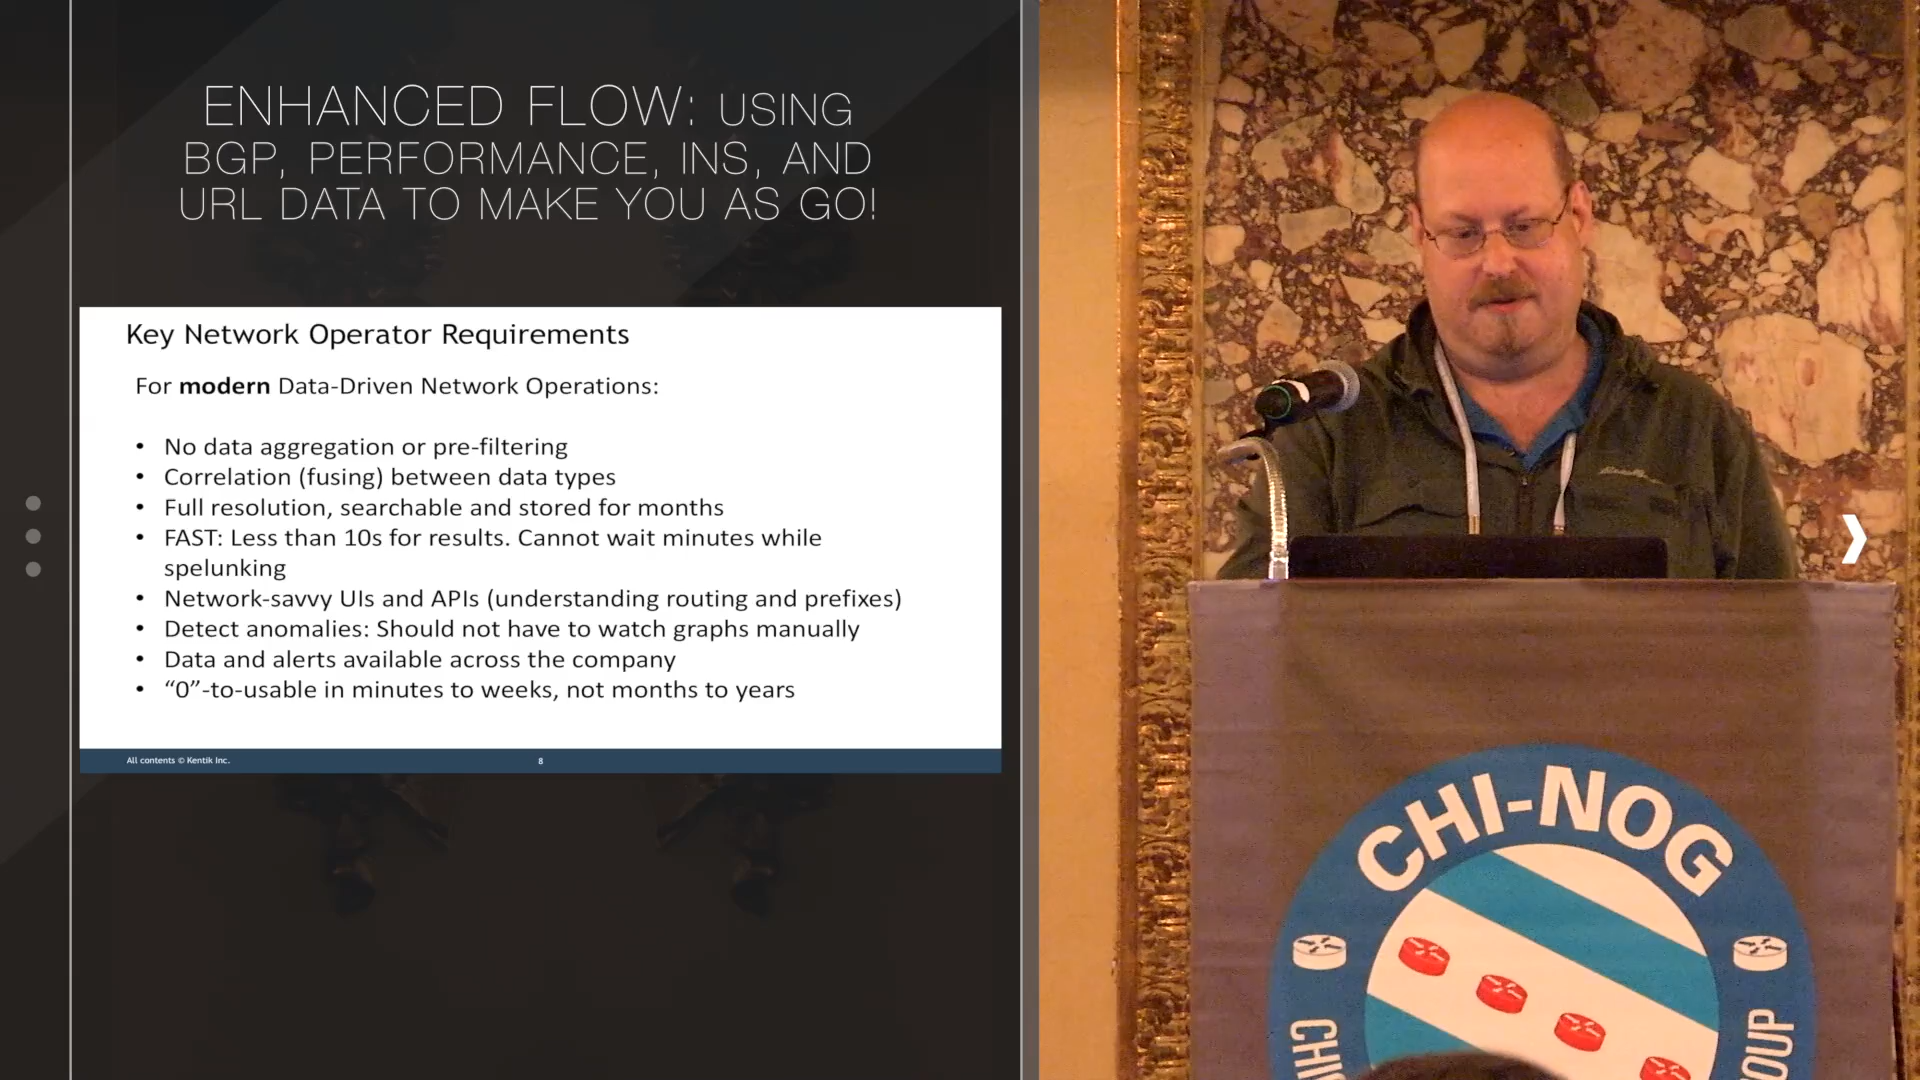 ENHANCED FLOW: USING
BGP, PERFORMANCE, INS, AND
URL DATA TO MAKE YOU AS GO!
Key Network Operator Requirements
For modern Data-Driven Network Operations:
• No data aggregation or pre-filtering
• Correlation (fusing) between data types
• Full resolution, searchable and stored for months
• FAST: Less than 10s for results. Cannot wait minutes while
spelunking
• Network-savvy UIs and APIs (understanding routing and prefixes)
• Detect anomalies: Should not have to watch graphs manually
• Data and alerts available across the company
• “0”-to-usable in minutes to weeks, not months to years
All contents © Kentik Inc.
8
CHI-NOG